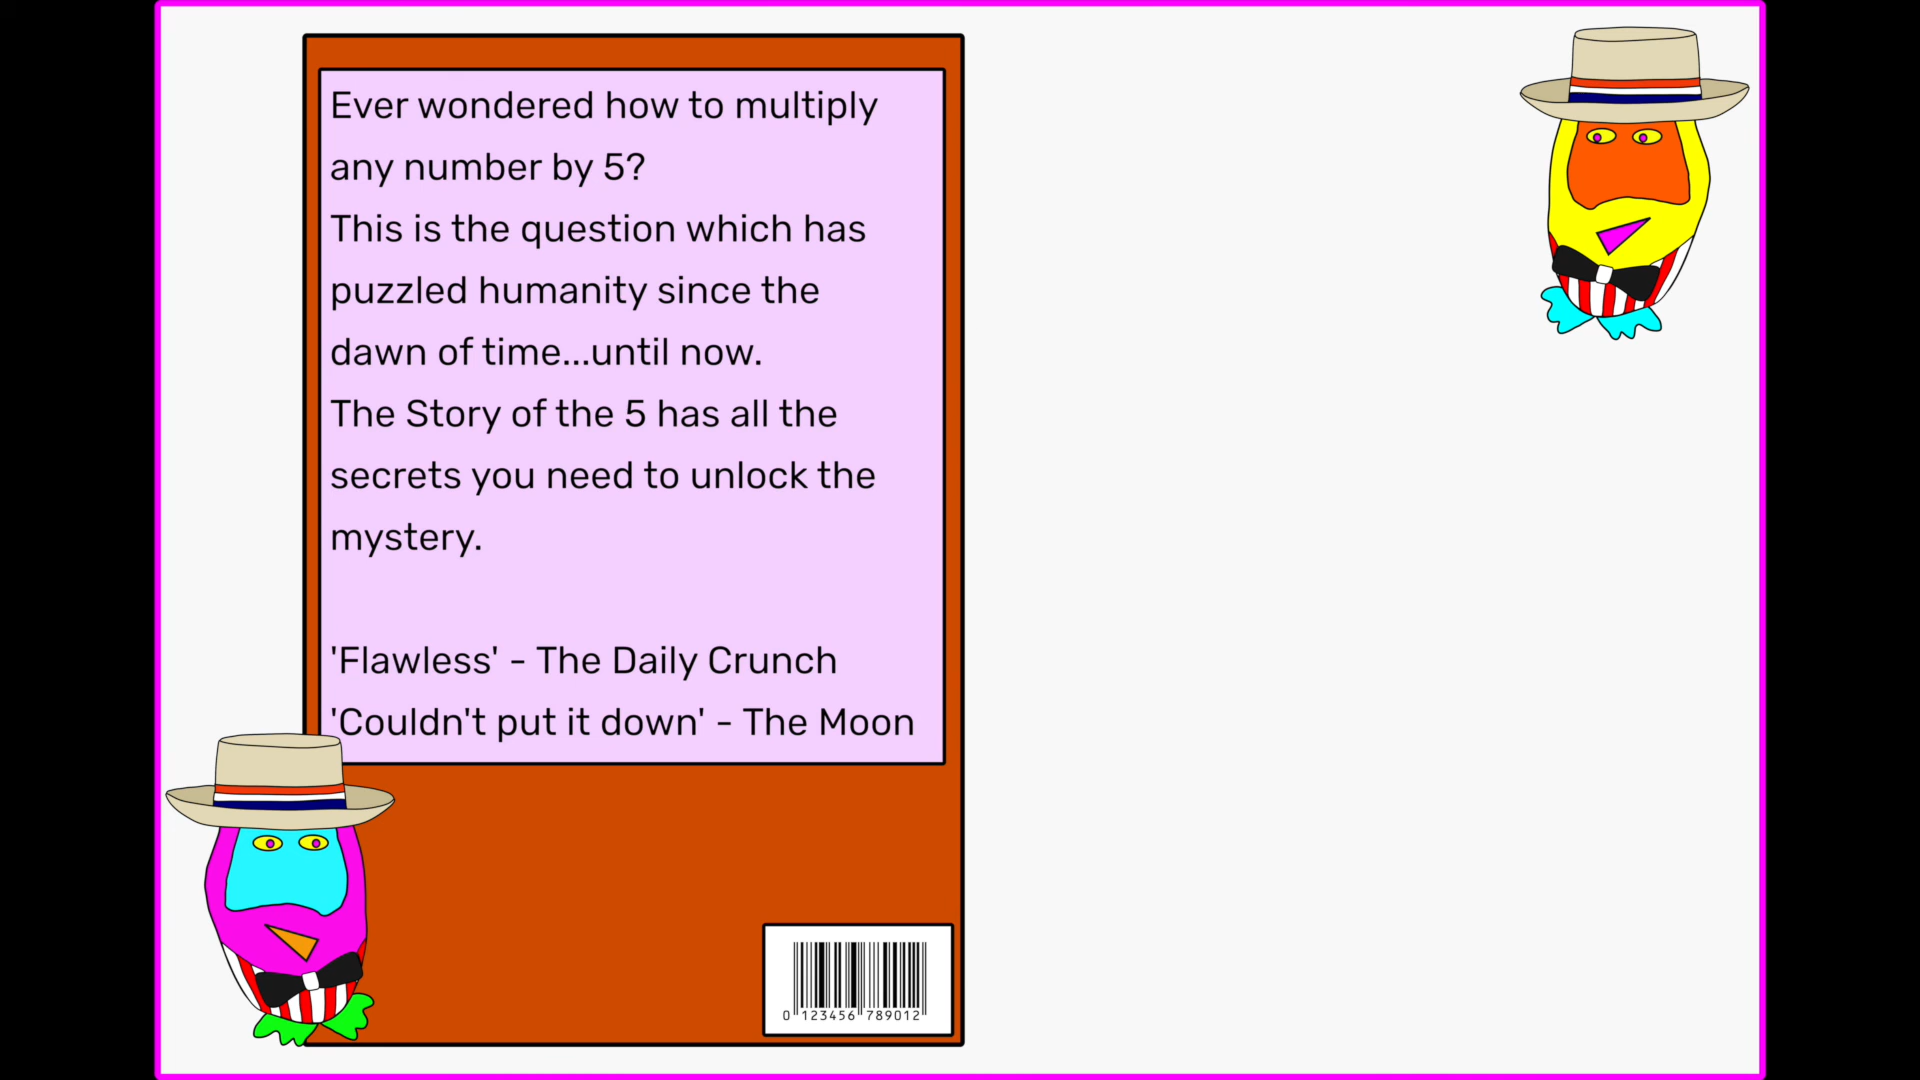 Ever wondered how to multiply
any number by 5?
This is the question which has
puzzled humanity since the
dawn of time...until now.
The Story of the 5 has all the
secrets you need to unlock the
mystery.
'Flawless' - The Daily Crunch
'Couldn't put it down' - The Moon
0 123456 789012